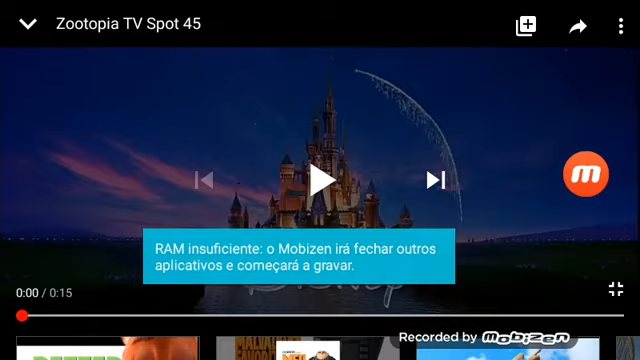 Zootopia TV Spot 45
m
RAM insuficiente: o Mobizen irá fechar outros
aplicativos e começará a gravar.
Disney
0:00 / 0:15
Recorded by mobizen